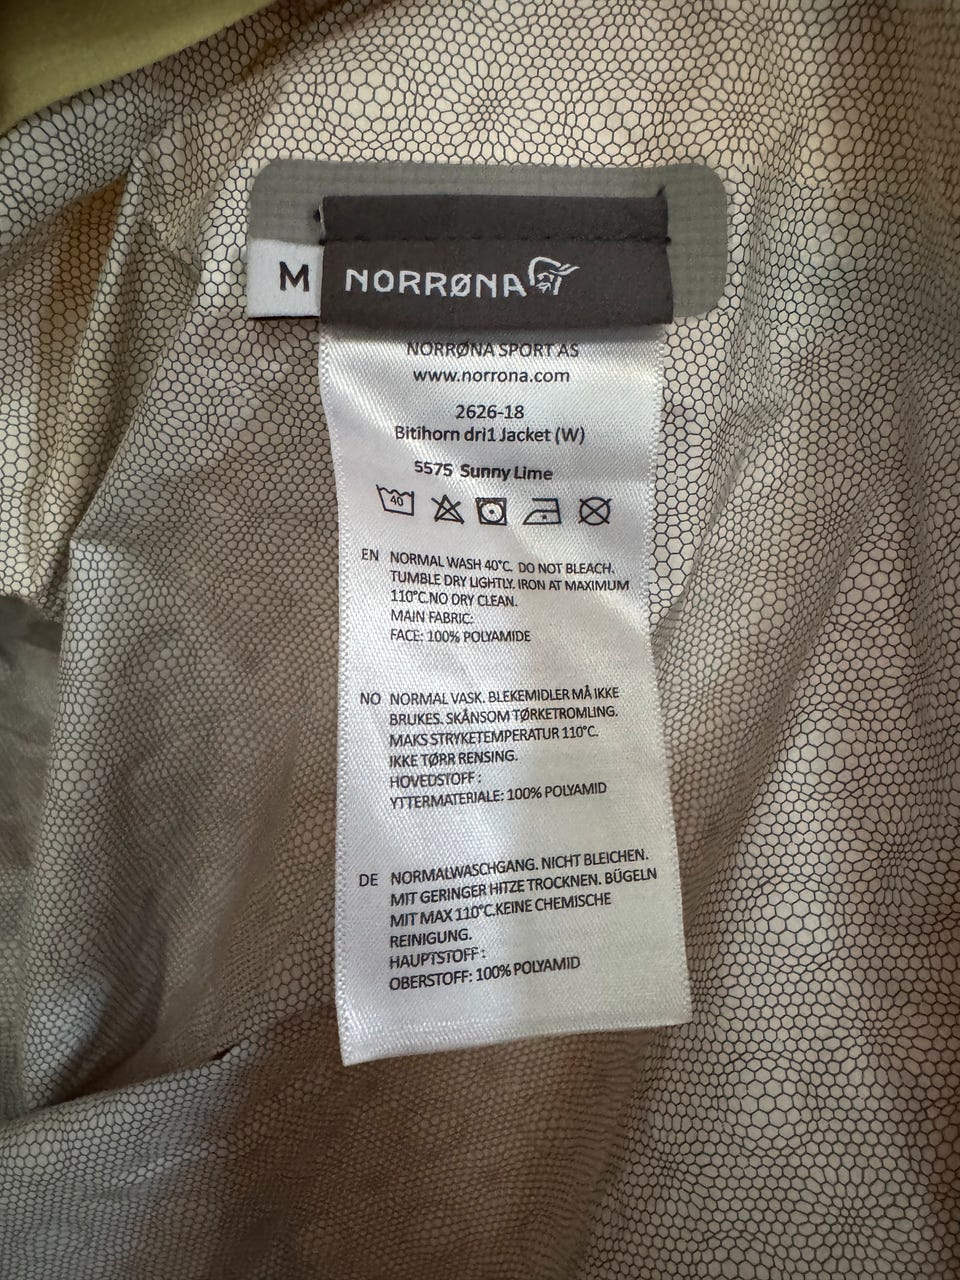 M
NORRØNA
NORRØNA SPORT AS
www.norrona.com
2626-18
Bitihorn dri1 Jacket (W)
5575 Sunny Lime
40
EN NORMAL WASH 40°C. DO NOT BLEACH.
TUMBLE DRY LIGHTLY. IRON AT MAXIMUM
110°C.NO DRY CLEAN.
MAIN FABRIC:
FACE: 100% POLYAMIDE
NO NORMAL VASK. BLEKEMIDLER MÅ IKKE
BRUKES. SKÅNSOM TØRKETROMLING.
MAKS STRYKETEMPERATUR 110°C.
IKKE TØRR RENSING.
HOVEDSTOFF :
YTTERMATERIALE: 100% POLYAMID
DE NORMALWASCHGANG. NICHT BLEICHEN.
MIT GERINGER HITZE TROCKNEN. BÜGELN
MIT MAX 110°C.KEINE CHEMISCHE
REINIGUNG.
HAUPTSTOFF :
OBERSTOFF: 100% POLYAMID